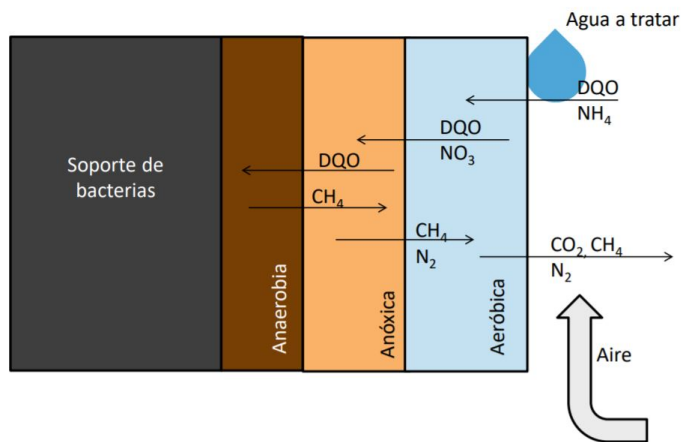 Agua a tratar
DQO
NH₄
DQO
NO₃
Soporte de
bacterias
DQO
CH₄
CH₄
N₂
CO₂, CH₄
N₂
Anaerobia
Anóxica
Aeróbica
Aire